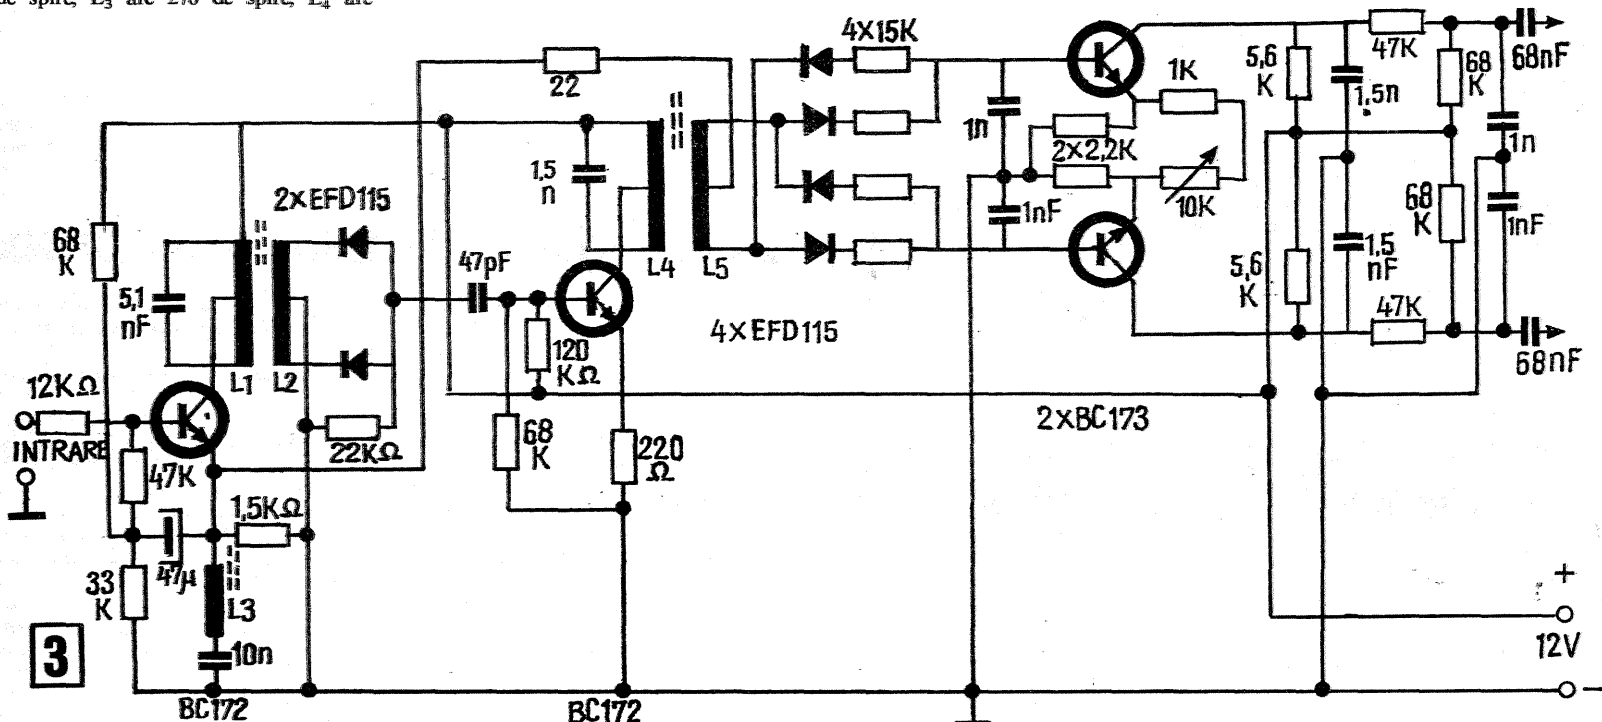 de spire, L3 are 270 de spire, L4 are
22
4X15K
47K
68nF
5,6
K
68
K
1K
1,5n
1n
1n
2x2,2K
1,5
n
2xEFD115
10K
68
K
68
K
1nF
1nF
47pF
L4
L5
5,1
nF
5,6
K
1,5
nF
47K
4xEFD115
120
KΩ
68nF
12KΩ
L1
L2
INTRARE
22KΩ
68
K
220
Ω
2xBC173
47K
1,5KΩ
47µ
33
K
L3
+
10n
12V
3
-
BC172
BC172